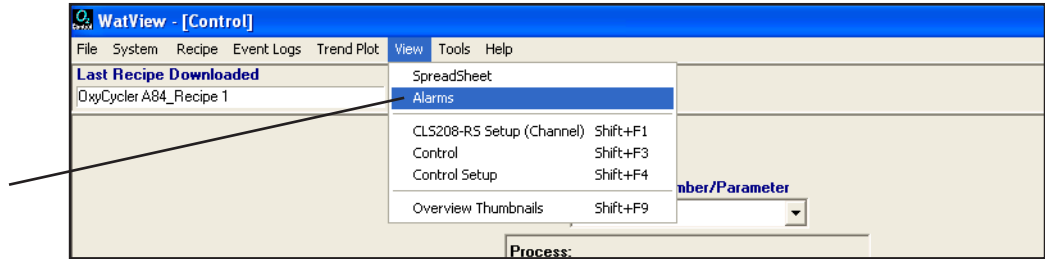 WatView - [Control]
File System Recipe Event Logs Trend Plot View Tools Help
Last Recipe Downloaded
OxyCycler A84_Recipe 1
SpreadSheet
Alarms
CLS208-RS Setup (Channel) Shift+F1
Control Shift+F3
Control Setup Shift+F4
Overview Thumbnails Shift+F9
mber/Parameter
Process: